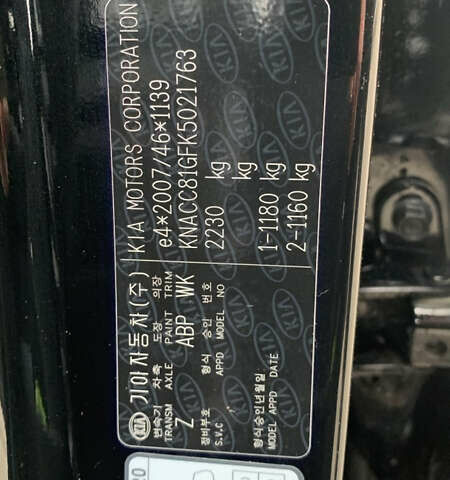 KIA 기아자동차(주) KIA MOTORS CORPORATION
변속기 차축 도장 외장 e4*2007/46*1139
TRANSM AXLE PAINT TRIM KNACC81GFK5021763
Z ABP WK 2230 kg
정비부호 형식 승인 번호 kg
S.V.C APPD MODEL NO 1-1180 kg
형식승인년월일 2-1160 kg
MODEL APPD DATE